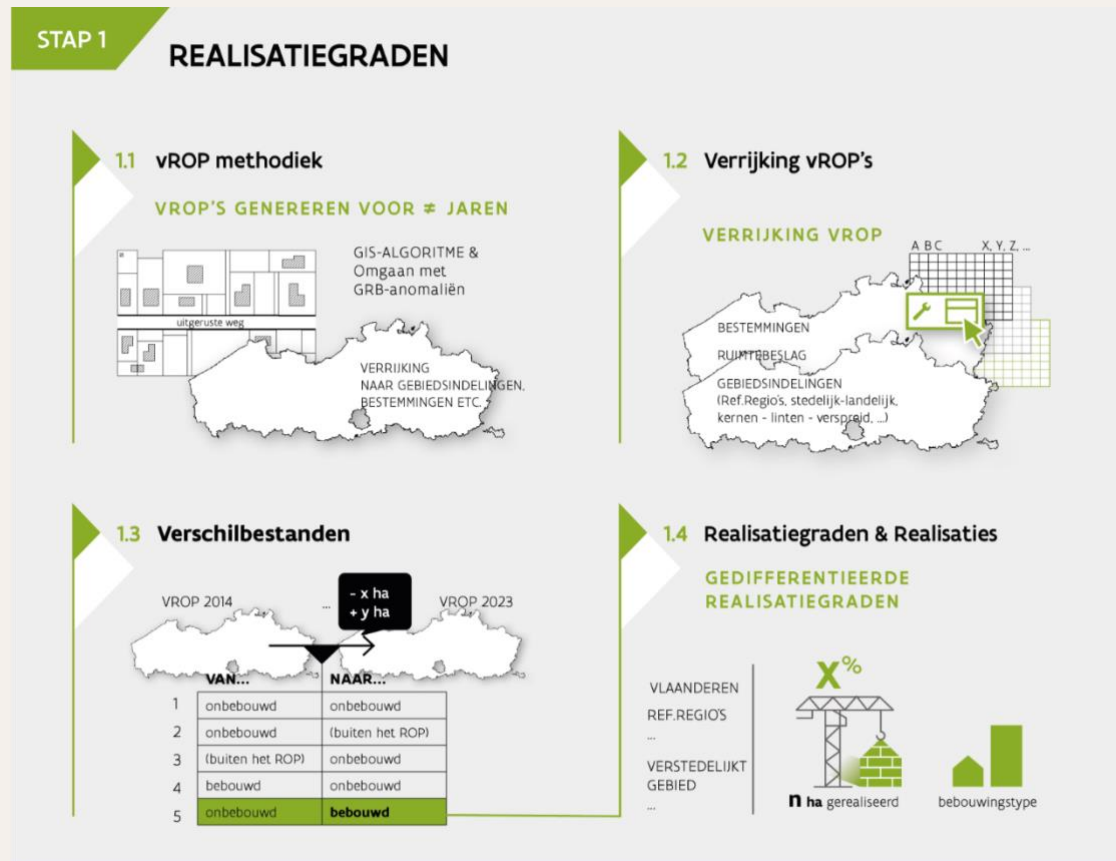 STAP 1
REALISATIEGRADEN
1.1 vROP methodiek
VROP'S GENEREREN VOOR ≠ JAREN
GIS-ALGORITME &
Omgaan met
GRB-anomaliën
uitgeruste weg
VERRIJKING
NAAR GEBIEDSINDELINGEN,
BESTEMMINGEN ETC.
1.2 Verrijking vROP's
VERRIJKING VROP
A B C X, Y, Z, ...
BESTEMMINGEN
RUIMTEBESLAG
GEBIEDSINDELINGEN
(Ref.Regio's, stedelijk-landelijk,
kernen - linten - verspreid, ...)
1.3 Verschilbestanden
VROP 2014 ... VROP 2023
- x ha
+ y ha
VAN... NAAR...
1 onbebouwd onbebouwd
2 onbebouwd (buiten het ROP)
3 (buiten het ROP) onbebouwd
4 bebouwd onbebouwd
5 onbebouwd bebouwd
1.4 Realisatiegraden & Realisaties
GEDIFFERENTIEERDE
REALISATIEGRADEN
VLAANDEREN
REF.REGIO'S
...
VERSTEDELIJKT
GEBIED
...
X%
n ha gerealiseerd
bebouwingstype